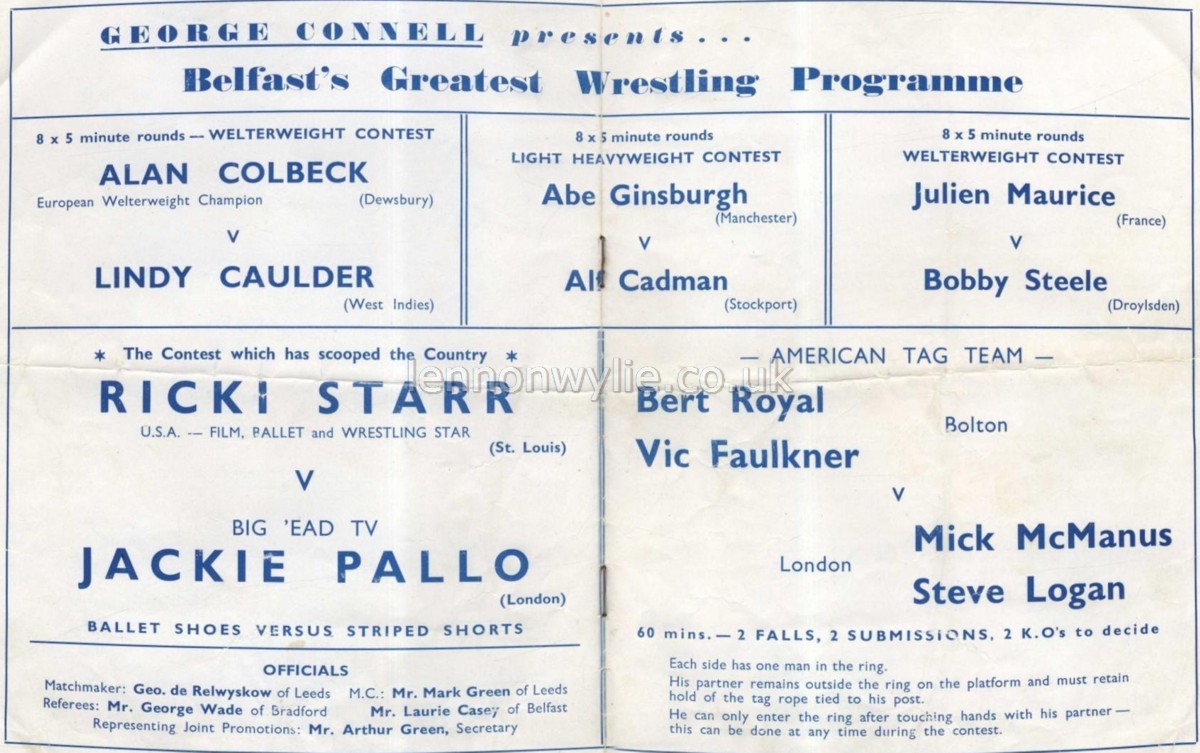 GEORGE CONNELL presents...
Belfast's Greatest Wrestling Programme
8 x 5 minute rounds — WELTERWEIGHT CONTEST
ALAN COLBECK
European Welterweight Champion (Dewsbury)
v
LINDY CAULDER
(West Indies)
8 x 5 minute rounds
LIGHT HEAVYWEIGHT CONTEST
Abe Ginsburgh
(Manchester)
v
Alf Cadman
(Stockport)
8 x 5 minute rounds
WELTERWEIGHT CONTEST
Julien Maurice
(France)
v
Bobby Steele
(Droylsden)
* The Contest which has scooped the Country *
RICKI STARR
U.S.A. — FILM, PALLET and WRESTLING STAR
(St. Louis)
V
BIG 'EAD TV
JACKIE PALLO
(London)
BALLET SHOES VERSUS STRIPED SHORTS
OFFICIALS
Matchmaker: Geo. de Relwyskow of Leeds M.C.: Mr. Mark Green of Leeds
Referees: Mr. George Wade of Bradford Mr. Laurie Casey of Belfast
Representing Joint Promotions: Mr. Arthur Green, Secretary
— AMERICAN TAG TEAM —
Bert Royal
Bolton
Vic Faulkner
v
Mick McManus
London
Steve Logan
60 mins.— 2 FALLS, 2 SUBMISSIONS, 2 K.O's to decide
Each side has one man in the ring.
His partner remains outside the ring on the platform and must retain
hold of the tag rope tied to his post.
He can only enter the ring after touching hands with his partner —
this can be done at any time during the contest.
lennonwylie.co.uk